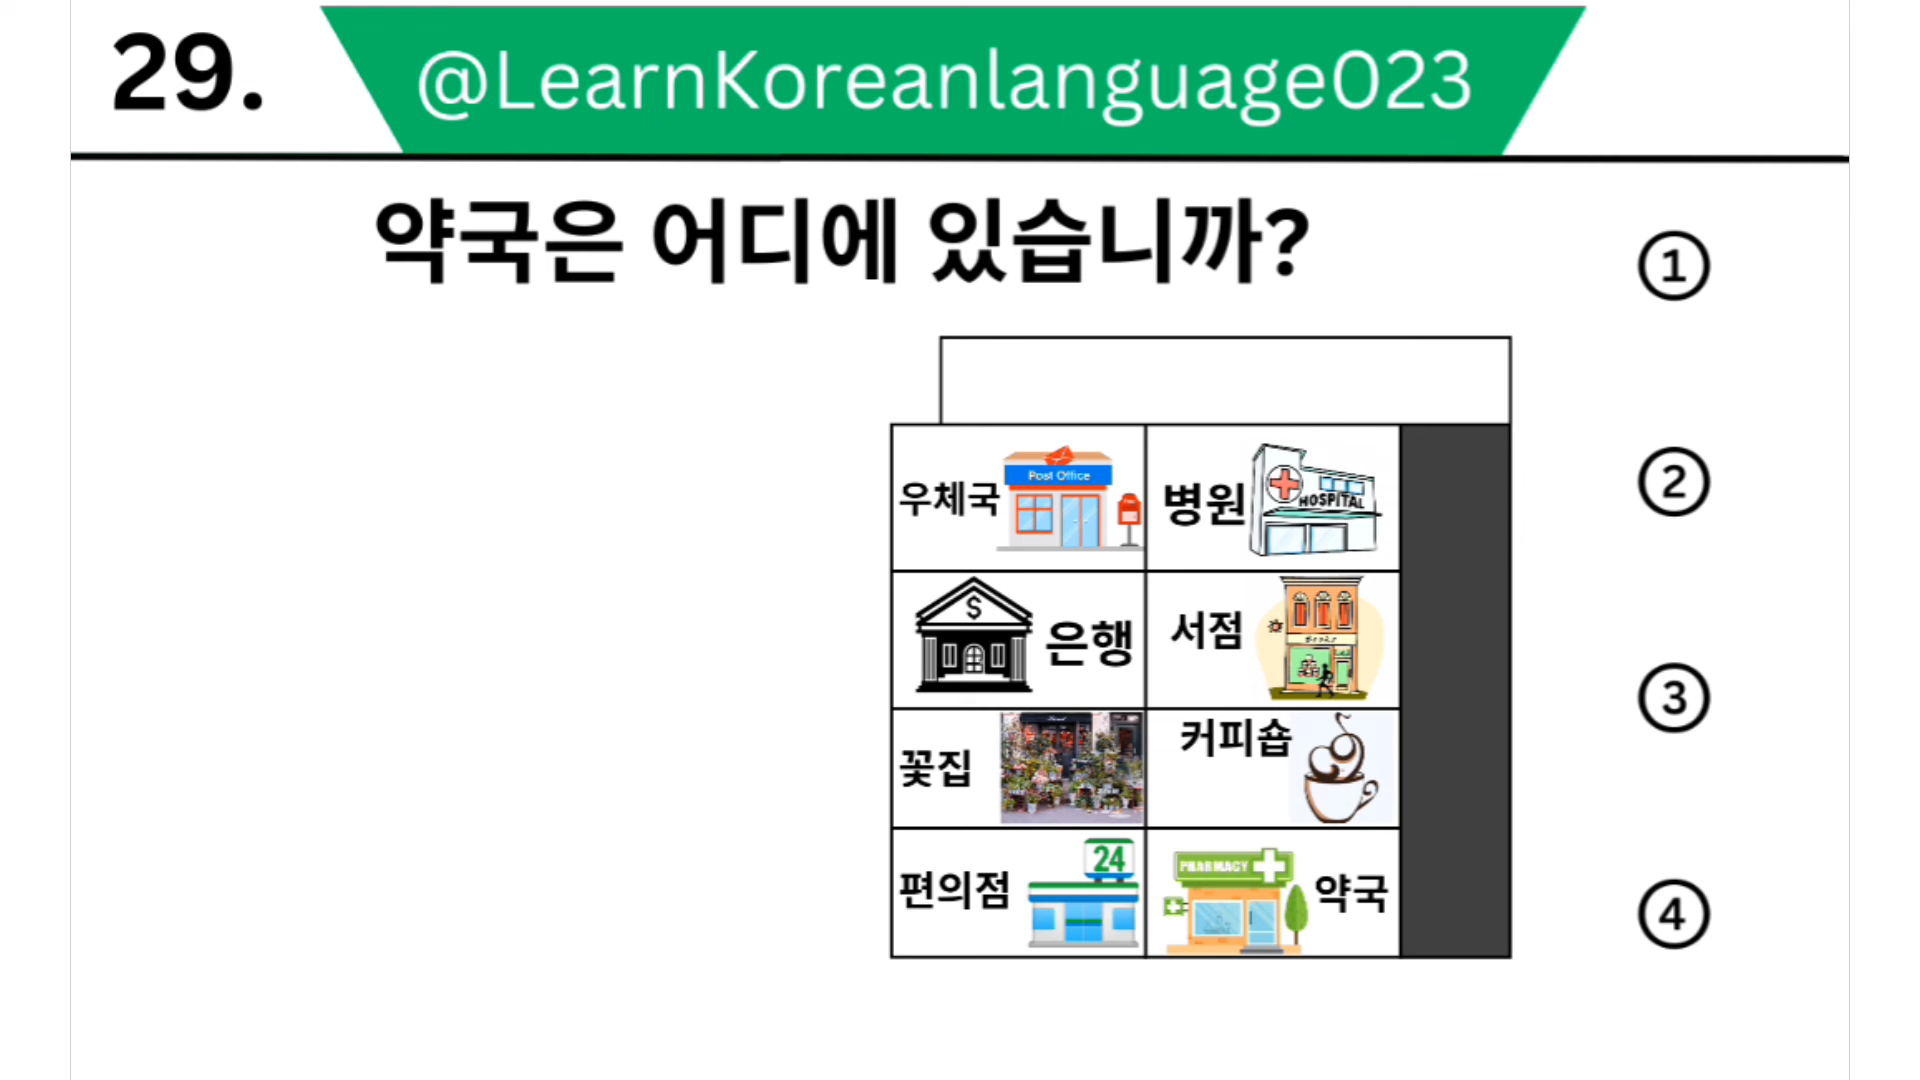 29.
@LearnKoreanlanguage023
약국은 어디에 있습니까?
①
우체국
Post Office
병원
HOSPITAL
②
은행
$
서점
Books
꽃집
커피숍
③
편의점
24
PHARMACY
약국
④